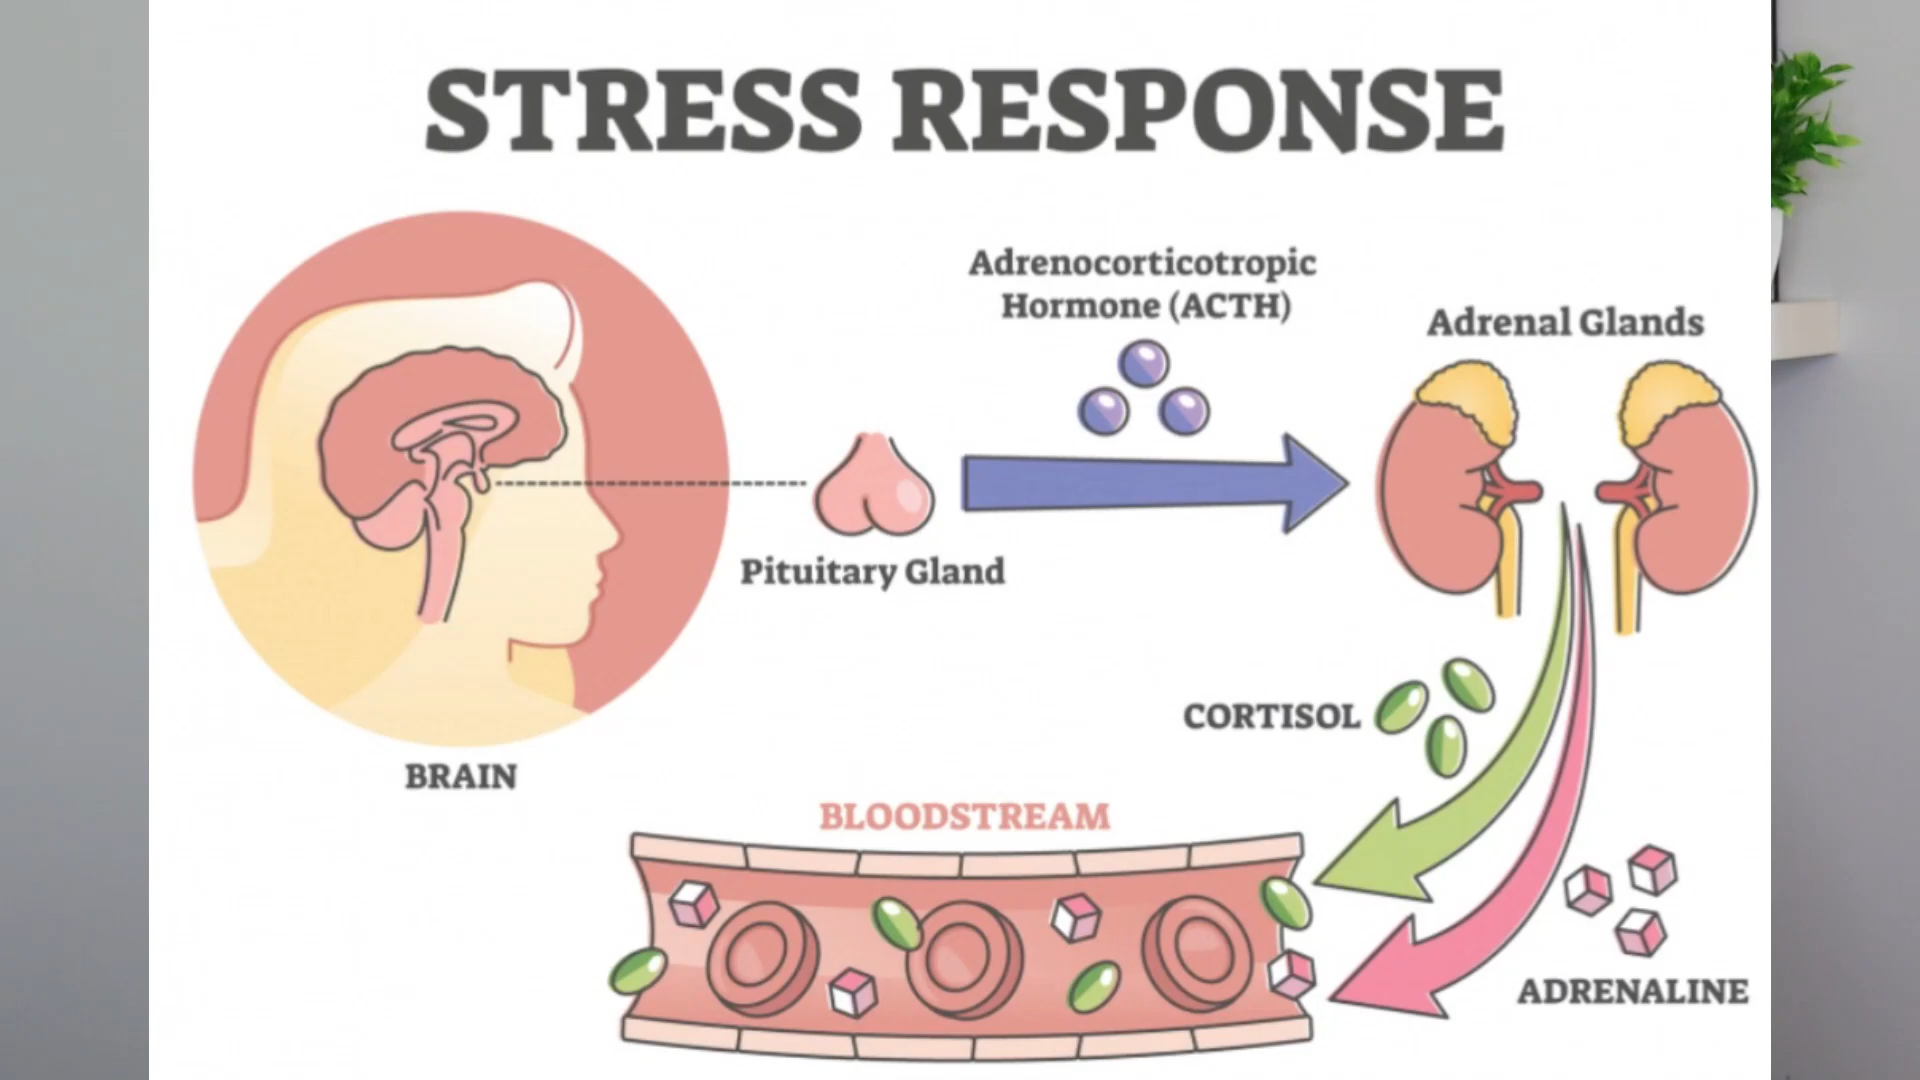 STRESS RESPONSE
Adrenocorticotropic
Hormone (ACTH)
Adrenal Glands
Pituitary Gland
CORTISOL
BRAIN
BLOODSTREAM
ADRENALINE